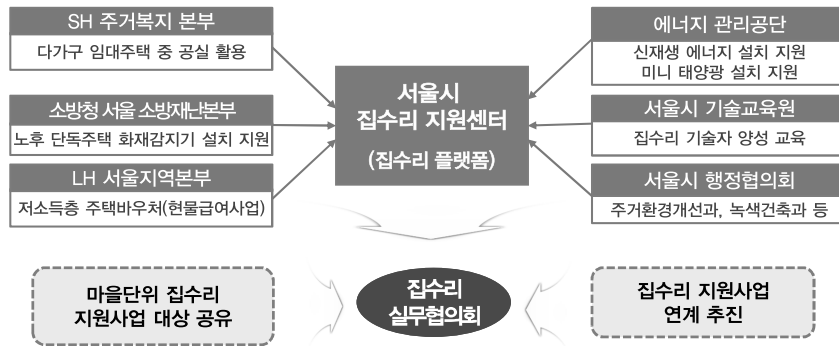 SH 주거복지 본부
다가구 임대주택 중 공실 활용
소방청 서울 소방재난본부
노후 단독주택 화재감지기 설치 지원
LH 서울지역본부
저소득층 주택바우처(현물급여사업)
서울시
집수리 지원센터
(집수리 플랫폼)
에너지 관리공단
신재생 에너지 설치 지원
미니 태양광 설치 지원
서울시 기술교육원
집수리 기술자 양성 교육
서울시 행정협의회
주거환경개선과, 녹색건축과 등
마을단위 집수리
지원사업 대상 공유
집수리
실무협의회
집수리 지원사업
연계 추진